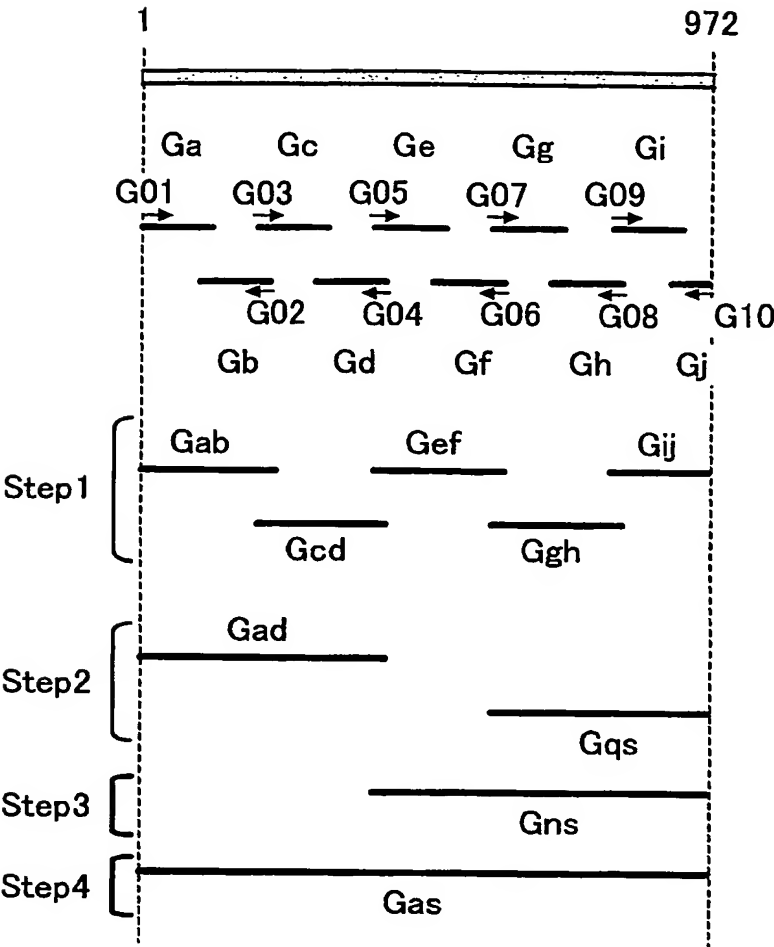 1 972
Ga Gc Ge Gg Gi
G01 G03 G05 G07 G09
G02 G04 G06 G08 G10
Gb Gd Gf Gh Gj
Step1
Gab Gef Gij
Gcd Ggh
Step2
Gad
Gqs
Step3
Gns
Step4
Gas